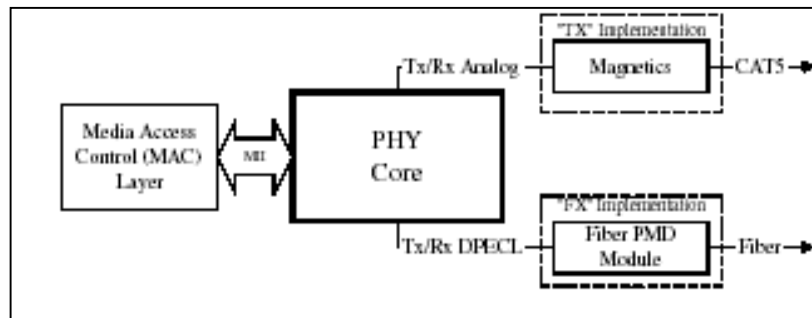 "TX" Implementation
Tx/Rx Analog
Magnetics
CAT5
Media Access
Control (MAC)
Layer
MII
PHY
Core
"FX" Implementation
Tx/Rx DPECL
Fiber PMD
Module
Fiber